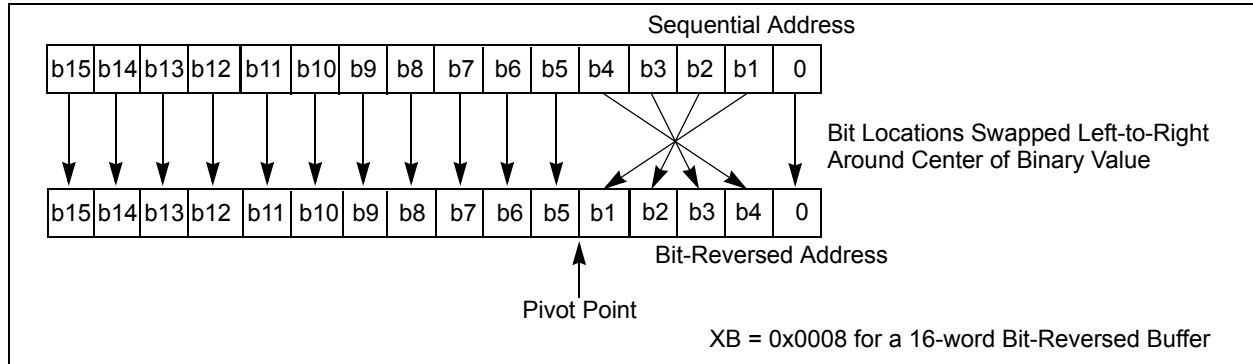 Sequential Address
b15 b14 b13 b12 b11 b10 b9 b8 b7 b6 b5 b4 b3 b2 b1 0
Bit Locations Swapped Left-to-Right
Around Center of Binary Value
b15 b14 b13 b12 b11 b10 b9 b8 b7 b6 b5 b1 b2 b3 b4 0
Bit-Reversed Address
Pivot Point
XB = 0x0008 for a 16-word Bit-Reversed Buffer